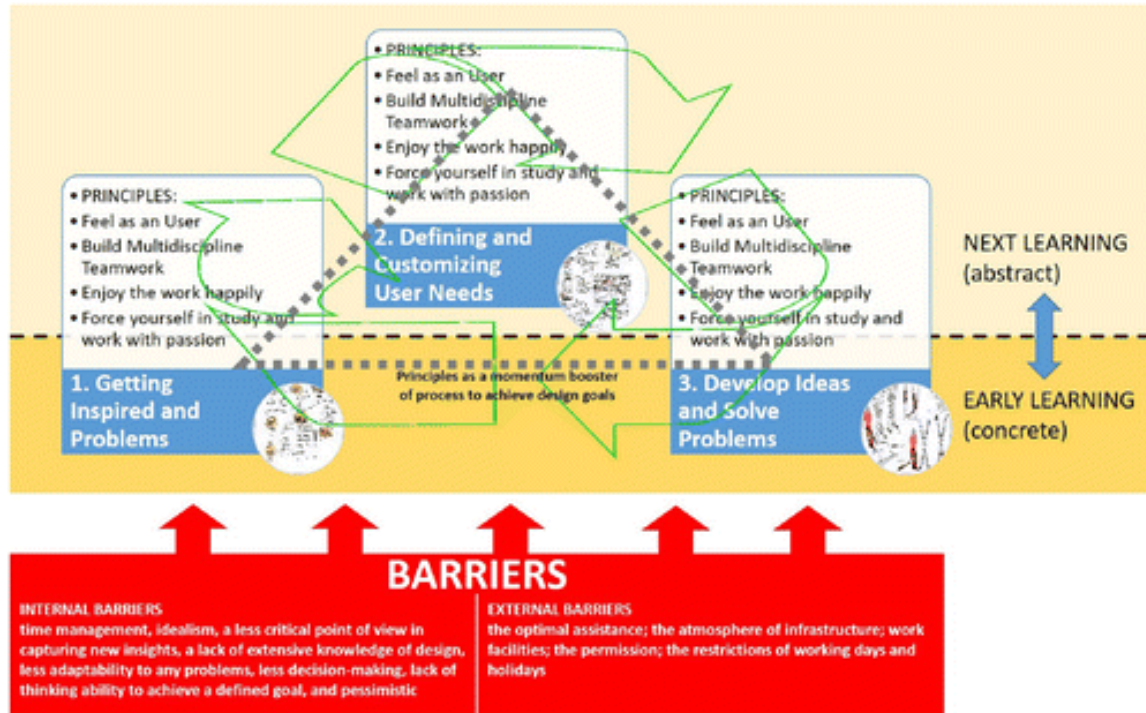 • PRINCIPLES:
• Feel as an User
• Build Multidiscipline
Teamwork
• Enjoy the work happily
• Force yourself in study and
work with passion
2. Defining and
Customizing
User Needs
• PRINCIPLES:
• Feel as an User
• Build Multidiscipline
Teamwork
• Enjoy the work happily
• Force yourself in study and
work with passion
1. Getting
Inspired and
Problems
• PRINCIPLES:
• Feel as an User
• Build Multidiscipline
Teamwork
• Enjoy the work happily
• Force yourself in study and
work with passion
3. Develop Ideas
and Solve
Problems
Principles as a momentum booster
of process to achieve design goals
NEXT LEARNING
(abstract)
EARLY LEARNING
(concrete)
BARRIERS
INTERNAL BARRIERS
time management, idealism, a less critical point of view in
capturing new insights, a lack of extensive knowledge of design,
less adaptability to any problems, less decision-making, lack of
thinking ability to achieve a defined goal, and pessimistic
EXTERNAL BARRIERS
the optimal assistance; the atmosphere of infrastructure; work
facilities; the permission; the restrictions of working days and
holidays